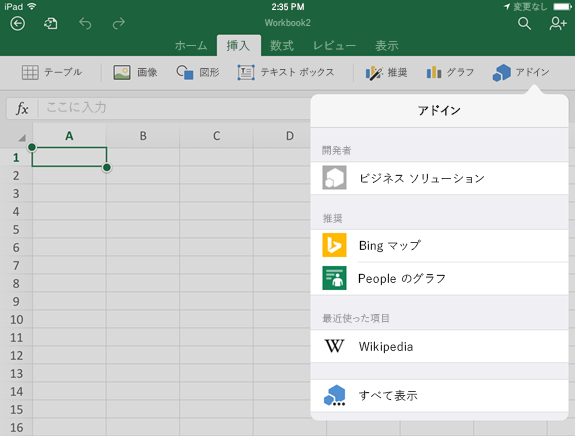 iPad 2:35 PM 変更なし
Workbook2
ホーム 挿入 数式 レビュー 表示
テーブル 画像 図形 テキスト ボックス 推奨 グラフ アドイン
fx ここに入力
アドイン
A B C D
1
2
3
4
5
6
7
8
9
10
11
12
13
14
15
16
開発者
ビジネス ソリューション
推奨
Bing マップ
People のグラフ
最近使った項目
W Wikipedia
すべて表示